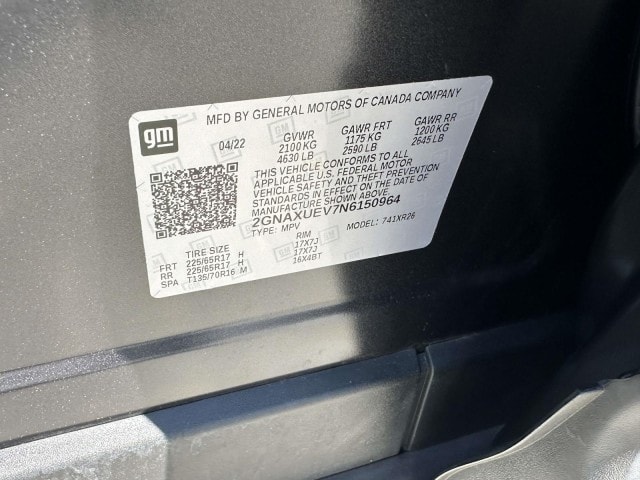 MFD BY GENERAL MOTORS OF CANADA COMPANY
gm
04/22 GVWR GAWR FRT GAWR RR
2100 KG 1175 KG 1200 KG
4630 LB 2590 LB 2645 LB
THIS VEHICLE CONFORMS TO ALL
APPLICABLE U.S. FEDERAL MOTOR
VEHICLE SAFETY AND THEFT PREVENTION
STANDARDS IN EFFECT ON THE DATE OF
MANUFACTURE SHOWN ABOVE.
2GNAXUEV7N6150964
TYPE: MPV MODEL: 741XR26
TIRE SIZE RIM
FRT 225/65R17 H 17X7J
RR 225/65R17 H 17X7J
SPA T135/70R16 M 16X4BT